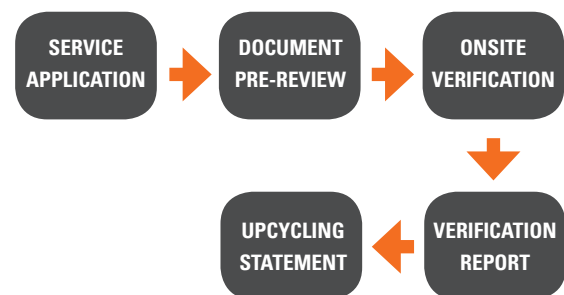 SERVICE
APPLICATION
DOCUMENT
PRE-REVIEW
ONSITE
VERIFICATION
VERIFICATION
REPORT
UPCYCLING
STATEMENT